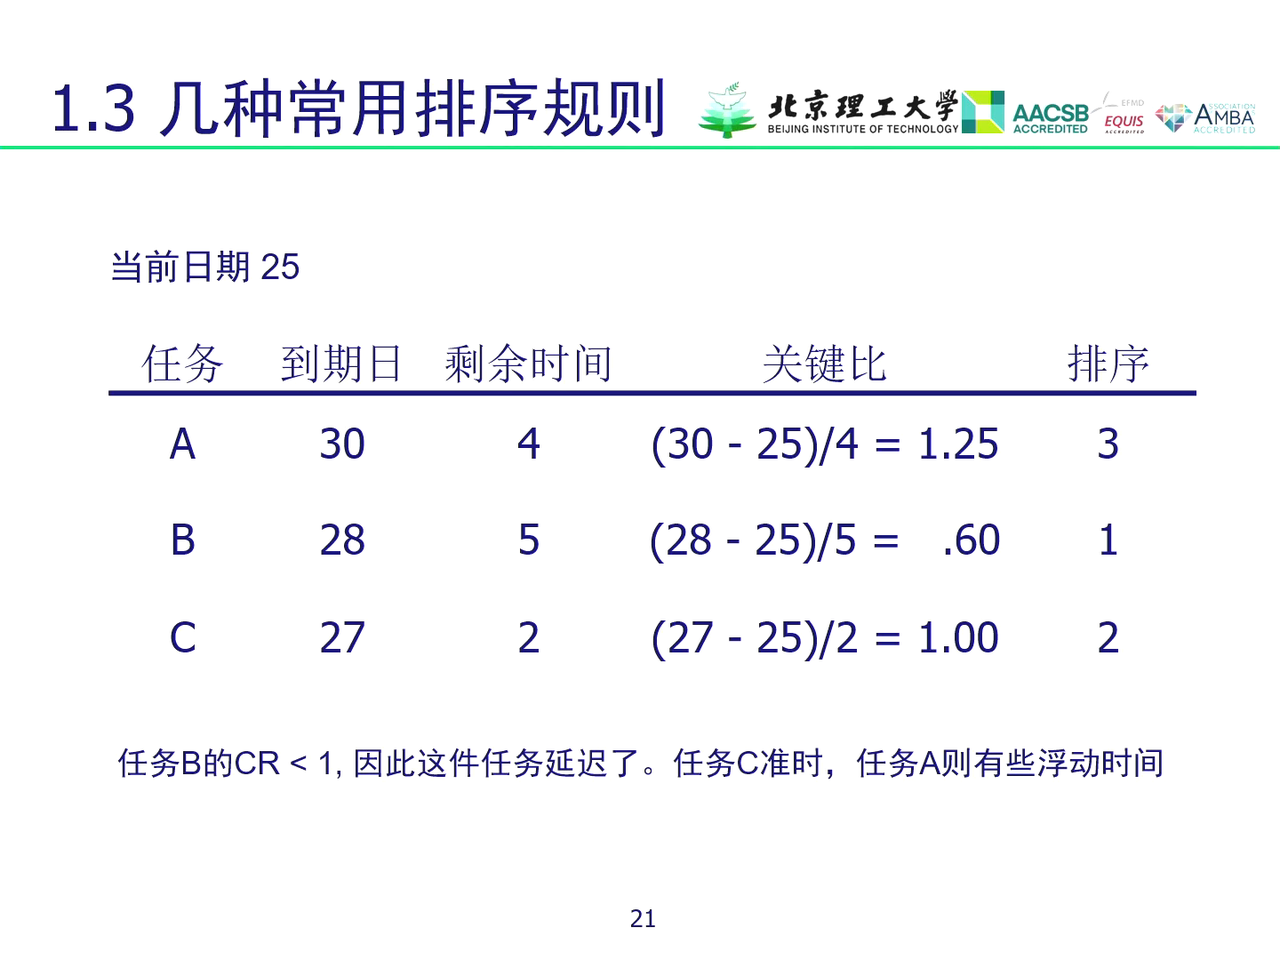 1.3 几种常用排序规则
北京理工大学
BEIJING INSTITUTE OF TECHNOLOGY
AACSB
ACCREDITED
EFMD
EQUIS
ACCREDITED
ASSOCIATION
AMBA
ACCREDITED
当前日期 25
任务 到期日 剩余时间 关键比 排序
A 30 4 (30 - 25)/4 = 1.25 3
B 28 5 (28 - 25)/5 = .60 1
C 27 2 (27 - 25)/2 = 1.00 2
任务B的CR < 1, 因此这件任务延迟了。任务C准时，任务A则有些浮动时间
21